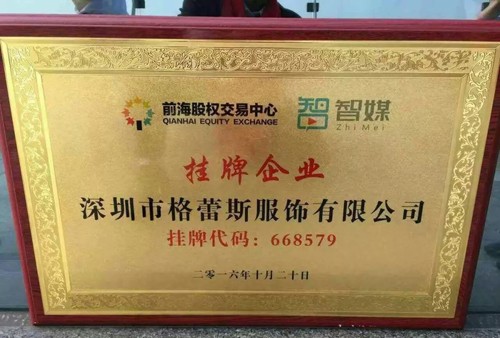 前海股权交易中心
QIANHAI EQUITY EXCHANGE
智 智媒
ZhiMei
挂牌企业
深圳市格蕾斯服饰有限公司
挂牌代码：668579
二零一六年十月二十日